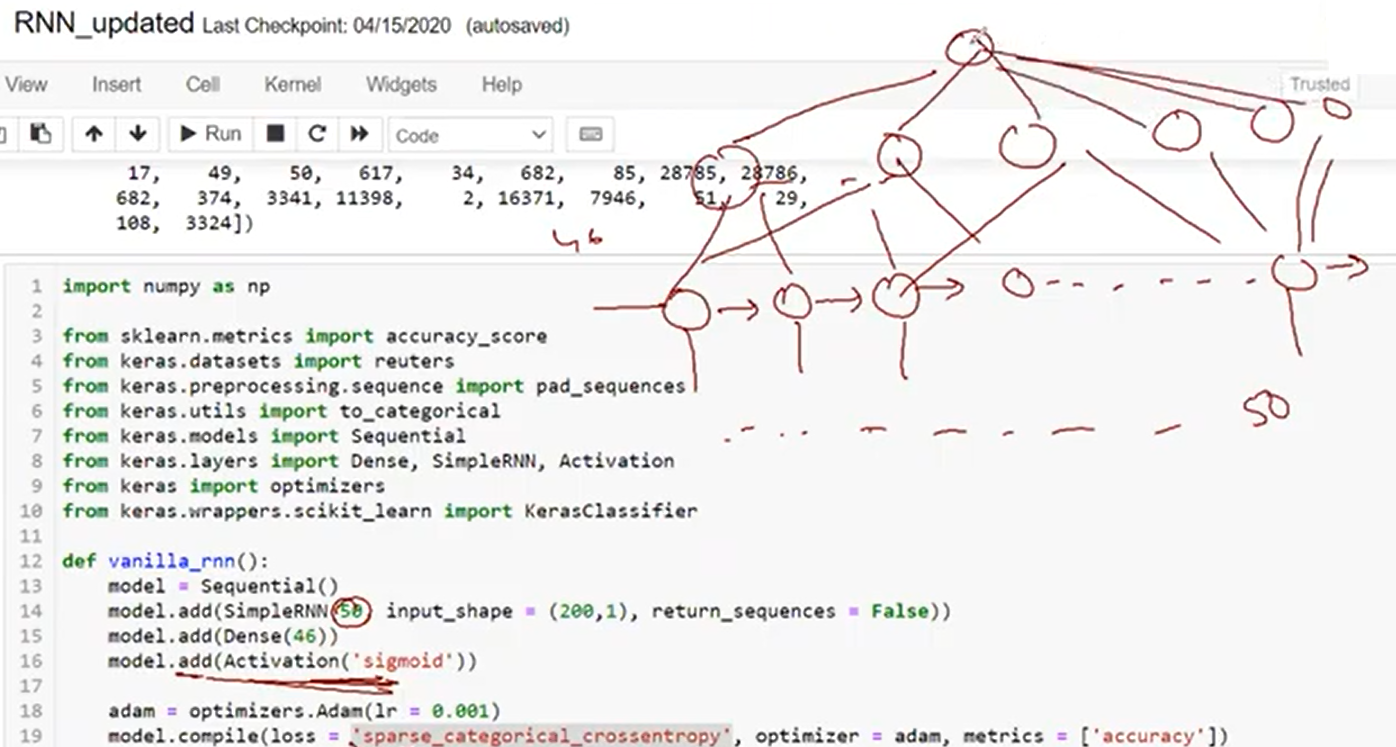 RNN_updated Last Checkpoint: 04/15/2020 (autosaved)
View Insert Cell Kernel Widgets Help Trusted
Run Code
17, 49, 50, 617, 34, 682, 85, 28785, 28786,
682, 374, 3341, 11398, 2, 16371, 7946, 51, 29,
108, 3324])
46
1 import numpy as np
2
3 from sklearn.metrics import accuracy_score
4 from keras.datasets import reuters
5 from keras.preprocessing.sequence import pad_sequences
6 from keras.utils import to_categorical
50
7 from keras.models import Sequential
8 from keras.layers import Dense, SimpleRNN, Activation
9 from keras import optimizers
10 from keras.wrappers.scikit_learn import KerasClassifier
11
12 def vanilla_rnn():
13 model = Sequential()
14 model.add(SimpleRNN(50, input_shape = (200,1), return_sequences = False))
15 model.add(Dense(46))
16 model.add(Activation('sigmoid'))
17
18 adam = optimizers.Adam(lr = 0.001)
19 model.compile(loss = 'sparse_categorical_crossentropy', optimizer = adam, metrics = ['accuracy'])